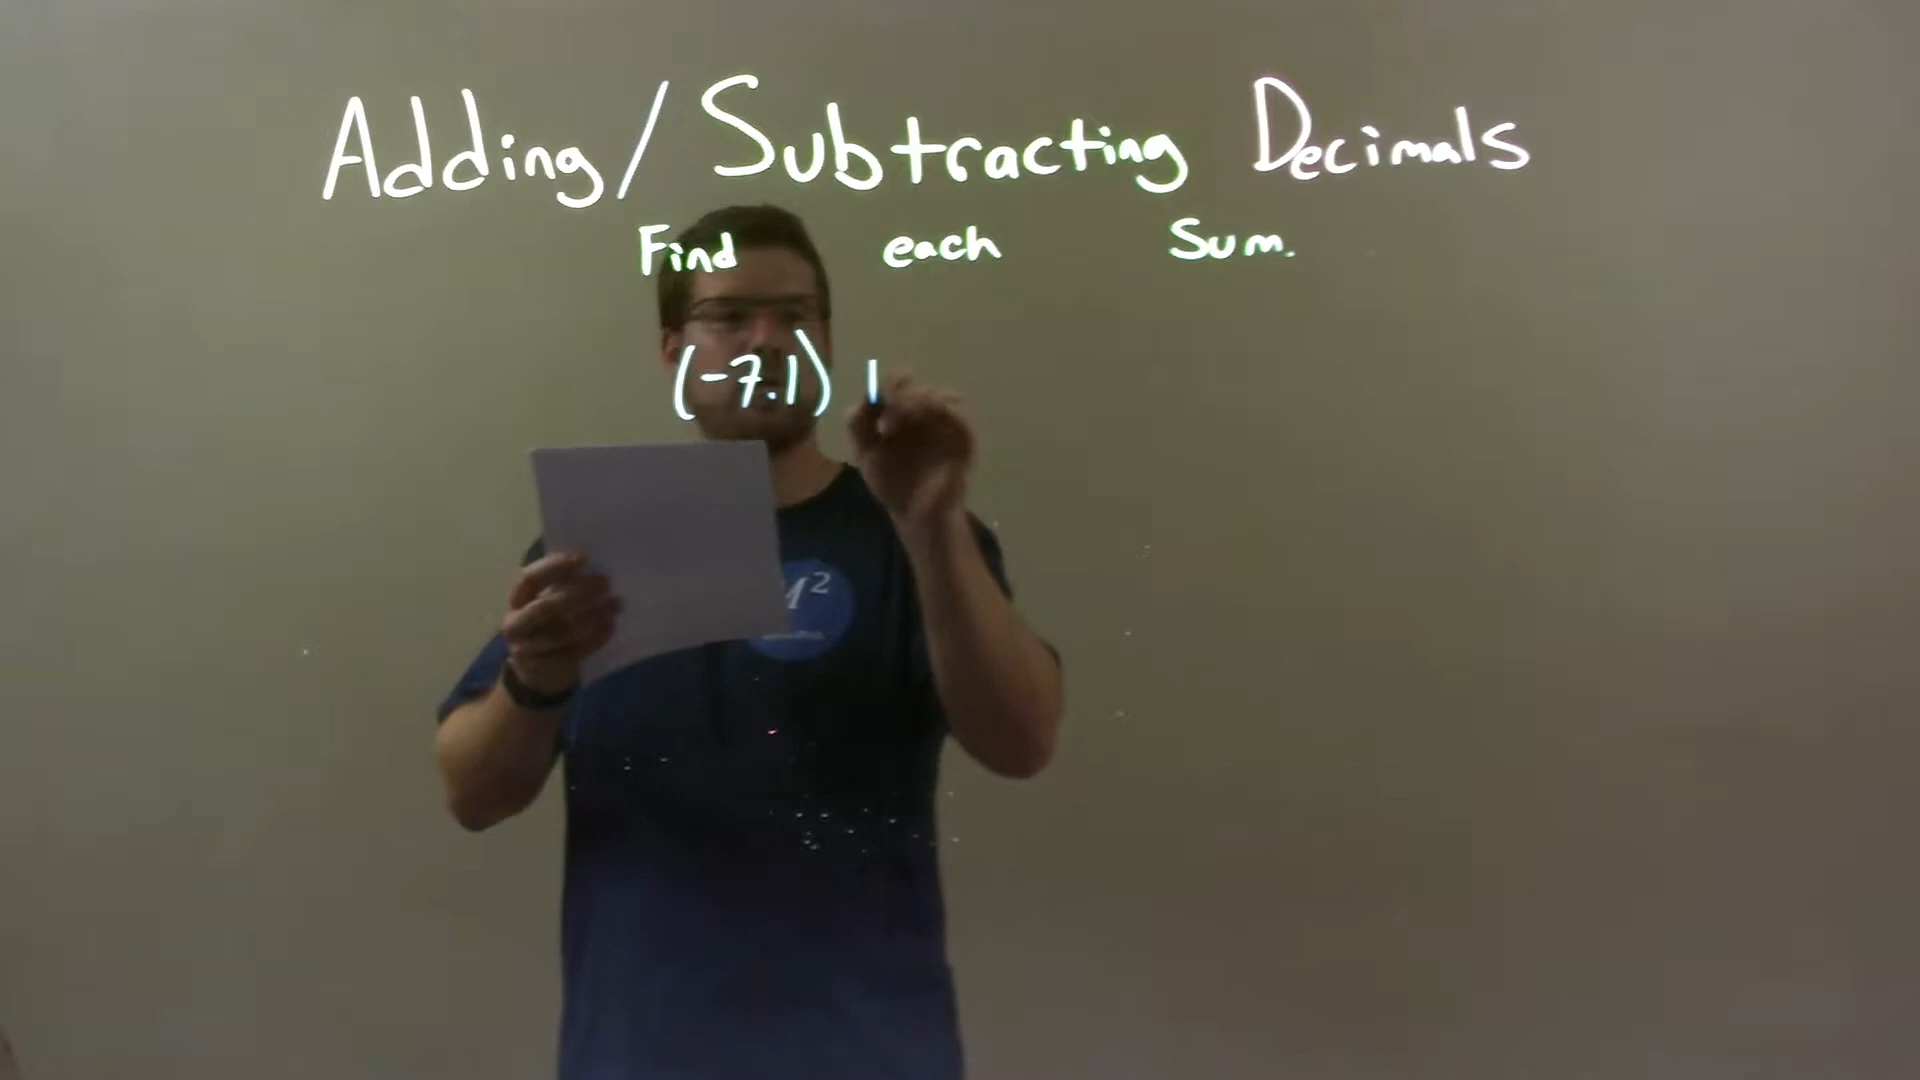 Adding/Subtracting Decimals
Find each Sum.
(-7.1) |